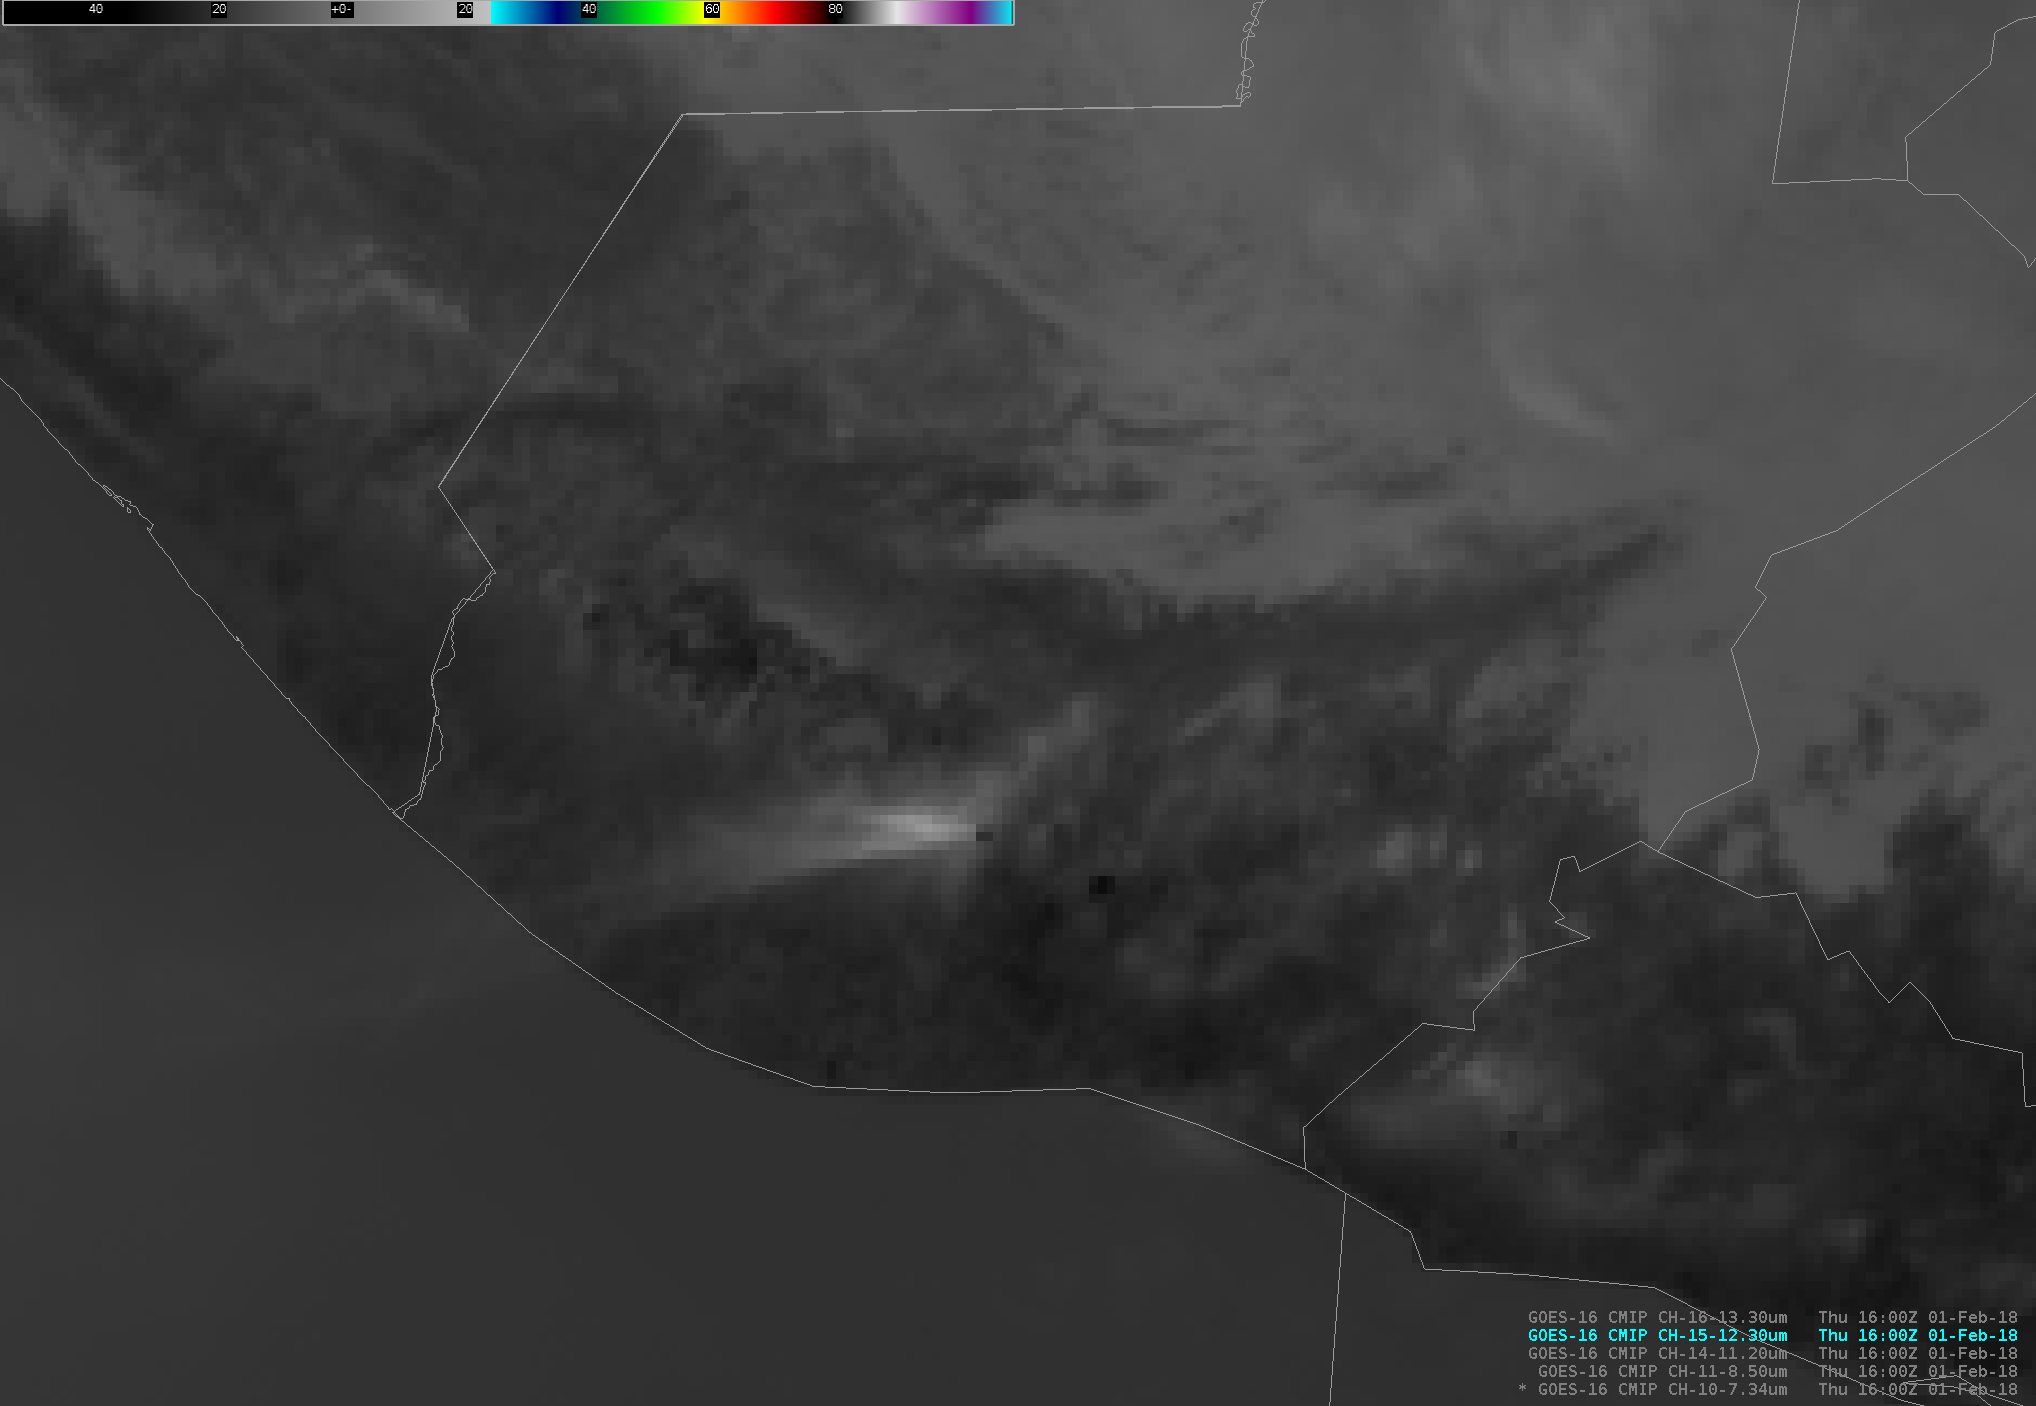 40 20 +0- 20 40 60 80
GOES-16 CMIP CH-16-13.30um Thu 16:00Z 01-Feb-18
GOES-16 CMIP CH-15-12.30um Thu 16:00Z 01-Feb-18
GOES-16 CMIP CH-14-11.20um Thu 16:00Z 01-Feb-18
GOES-16 CMIP CH-11-8.50um Thu 16:00Z 01-Feb-18
* GOES-16 CMIP CH-10-7.34um Thu 16:00Z 01-Feb-18